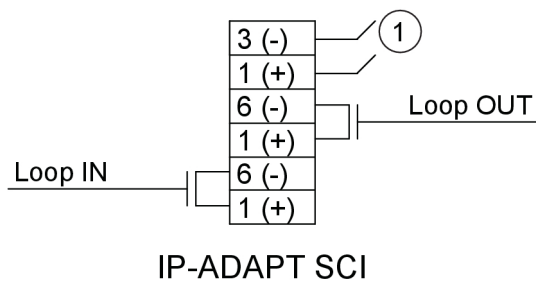 3 (-)
1
1 (+)
6 (-)
Loop OUT
1 (+)
Loop IN
6 (-)
1 (+)
IP-ADAPT SCI